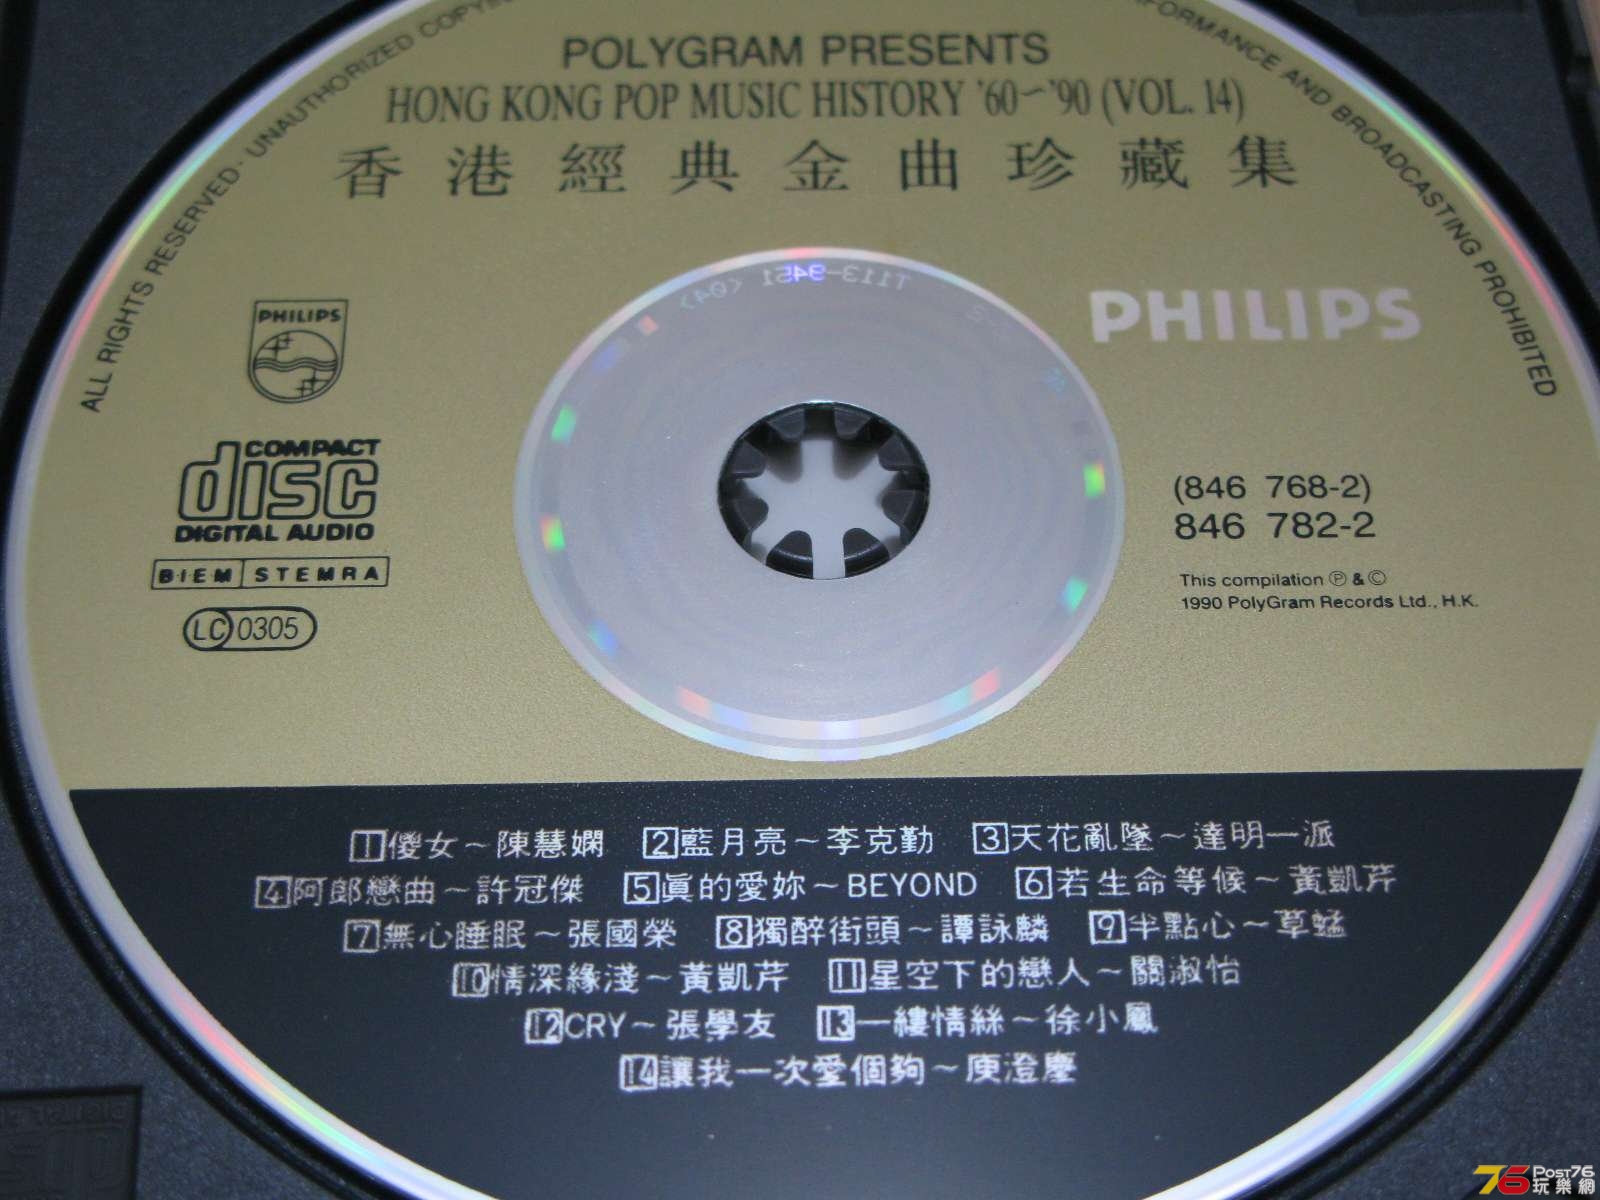 POLYGRAM PRESENTS
HONG KONG POP MUSIC HISTORY '60~'90 (VOL. 14)
香港經典金曲珍藏集
ALL RIGHTS RESERVED · UNAUTHORIZED COPYIN
FORMANCE AND BROADCASTING PROHIBITED
T113-9451 (04)
PHILIPS
PHILIPS
COMPACT
disc
DIGITAL AUDIO
BIEM STEMRA
LC 0305
(846 768-2)
846 782-2
This compilation Ⓟ & Ⓒ
1990 PolyGram Records Ltd., H.K.
1傻女~陳慧嫻 2藍月亮~李克勤 3天花亂墜~達明一派
4阿郎戀曲~許冠傑 5眞的愛妳~BEYOND 6若生命等候~黃凱芹
7無心睡眠~張國榮 8獨醉街頭~譚詠麟 9半點心~草蜢
10情深緣淺~黃凱芹 11星空下的戀人~關淑怡
12CRY~張學友 13一縷情絲~徐小鳳
14讓我一次愛個夠~庾澄慶
76 Post76
玩樂網